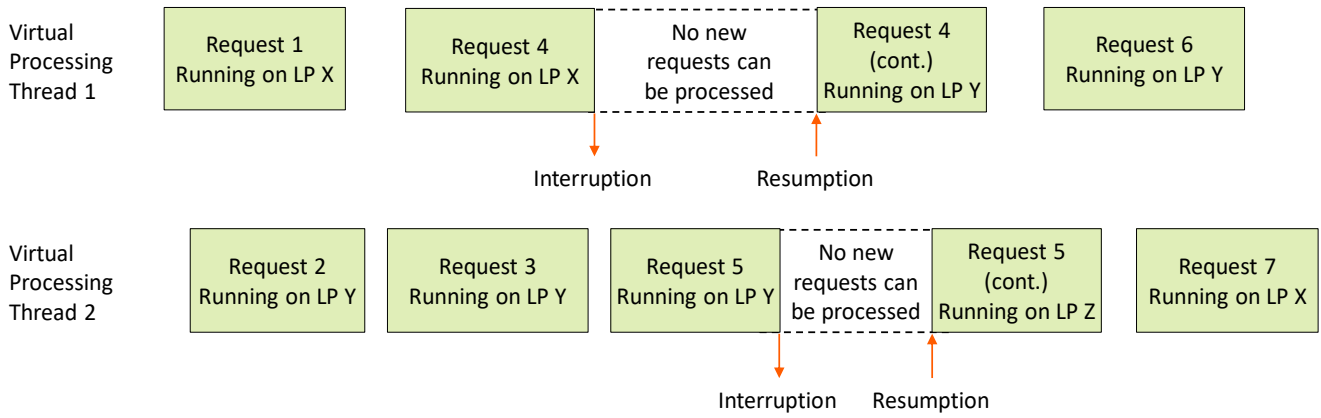 Virtual
Processing
Thread 1
Request 1
Running on LP X
Request 4
Running on LP X
No new
requests can
be processed
Request 4
(cont.)
Running on LP Y
Request 6
Running on LP Y
Interruption
Resumption
Virtual
Processing
Thread 2
Request 2
Running on LP Y
Request 3
Running on LP Y
Request 5
Running on LP Y
No new
requests can
be processed
Request 5
(cont.)
Running on LP Z
Request 7
Running on LP X
Interruption
Resumption